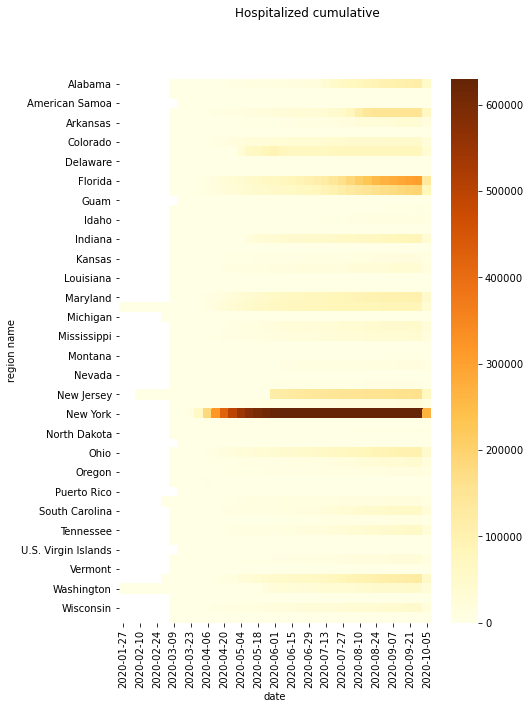 Hospitalized cumulative
region name
Alabama
American Samoa
Arkansas
Colorado
Delaware
Florida
Guam
Idaho
Indiana
Kansas
Louisiana
Maryland
Michigan
Mississippi
Montana
Nevada
New Jersey
New York
North Dakota
Ohio
Oregon
Puerto Rico
South Carolina
Tennessee
U.S. Virgin Islands
Vermont
Washington
Wisconsin
600000
500000
400000
300000
200000
100000
0
2020-01-27
2020-02-10
2020-02-24
2020-03-09
2020-03-23
2020-04-06
2020-04-20
2020-05-04
2020-05-18
2020-06-01
2020-06-15
2020-06-29
2020-07-13
2020-07-27
2020-08-10
2020-08-24
2020-09-07
2020-09-21
2020-10-05
date